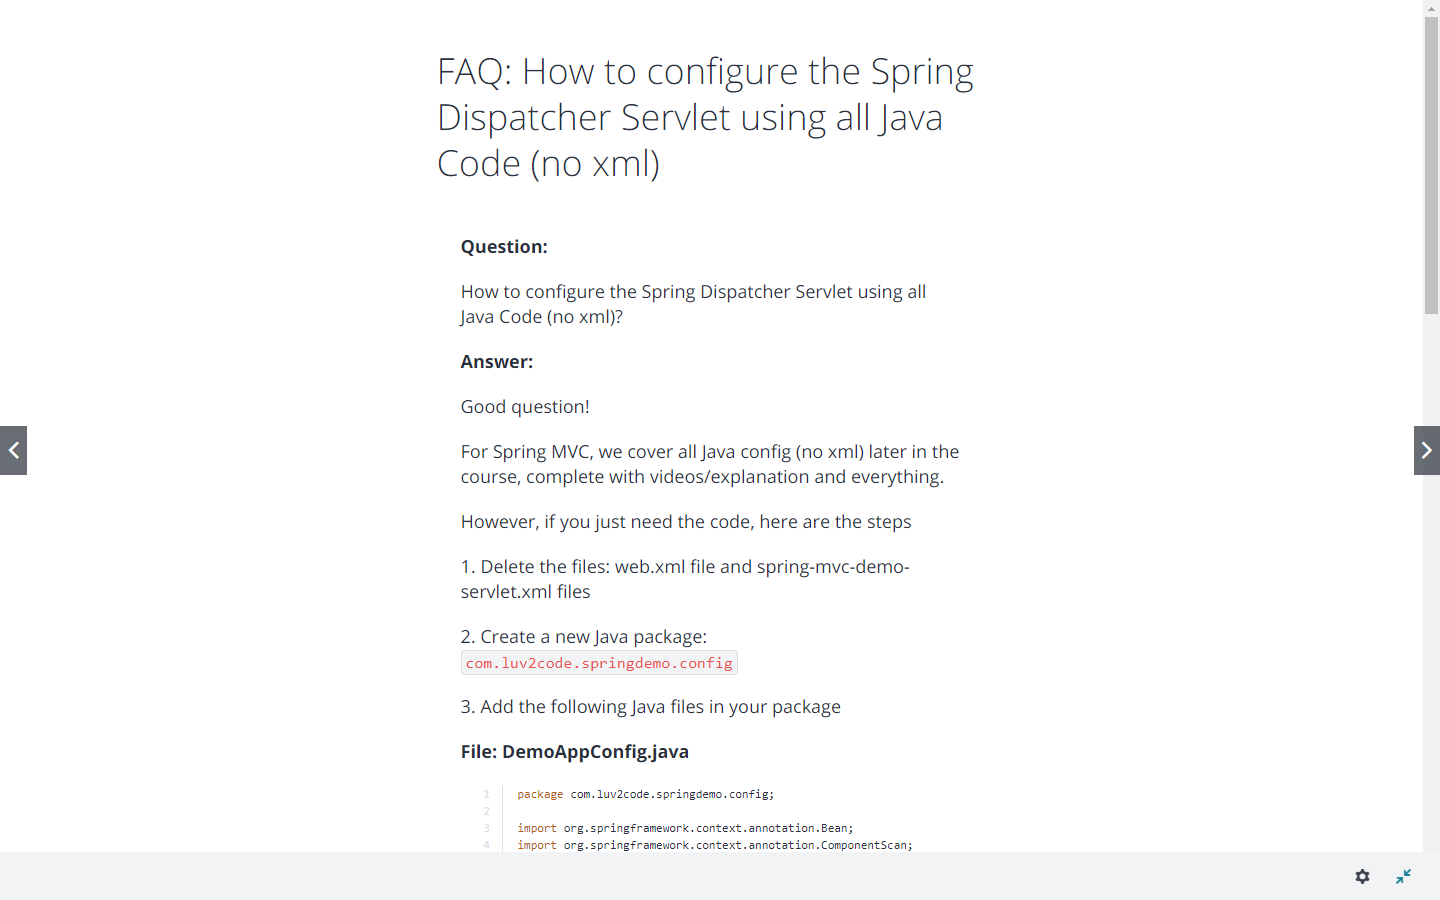 FAQ: How to configure the Spring
Dispatcher Servlet using all Java
Code (no xml)
Question:
How to configure the Spring Dispatcher Servlet using all
Java Code (no xml)?
Answer:
Good question!
For Spring MVC, we cover all Java config (no xml) later in the
course, complete with videos/explanation and everything.
However, if you just need the code, here are the steps
1. Delete the files: web.xml file and spring-mvc-demo-
servlet.xml files
2. Create a new Java package:
com.luv2code.springdemo.config
3. Add the following Java files in your package
File: DemoAppConfig.java
1 package com.luv2code.springdemo.config;
2
3 import org.springframework.context.annotation.Bean;
4 import org.springframework.context.annotation.ComponentScan;